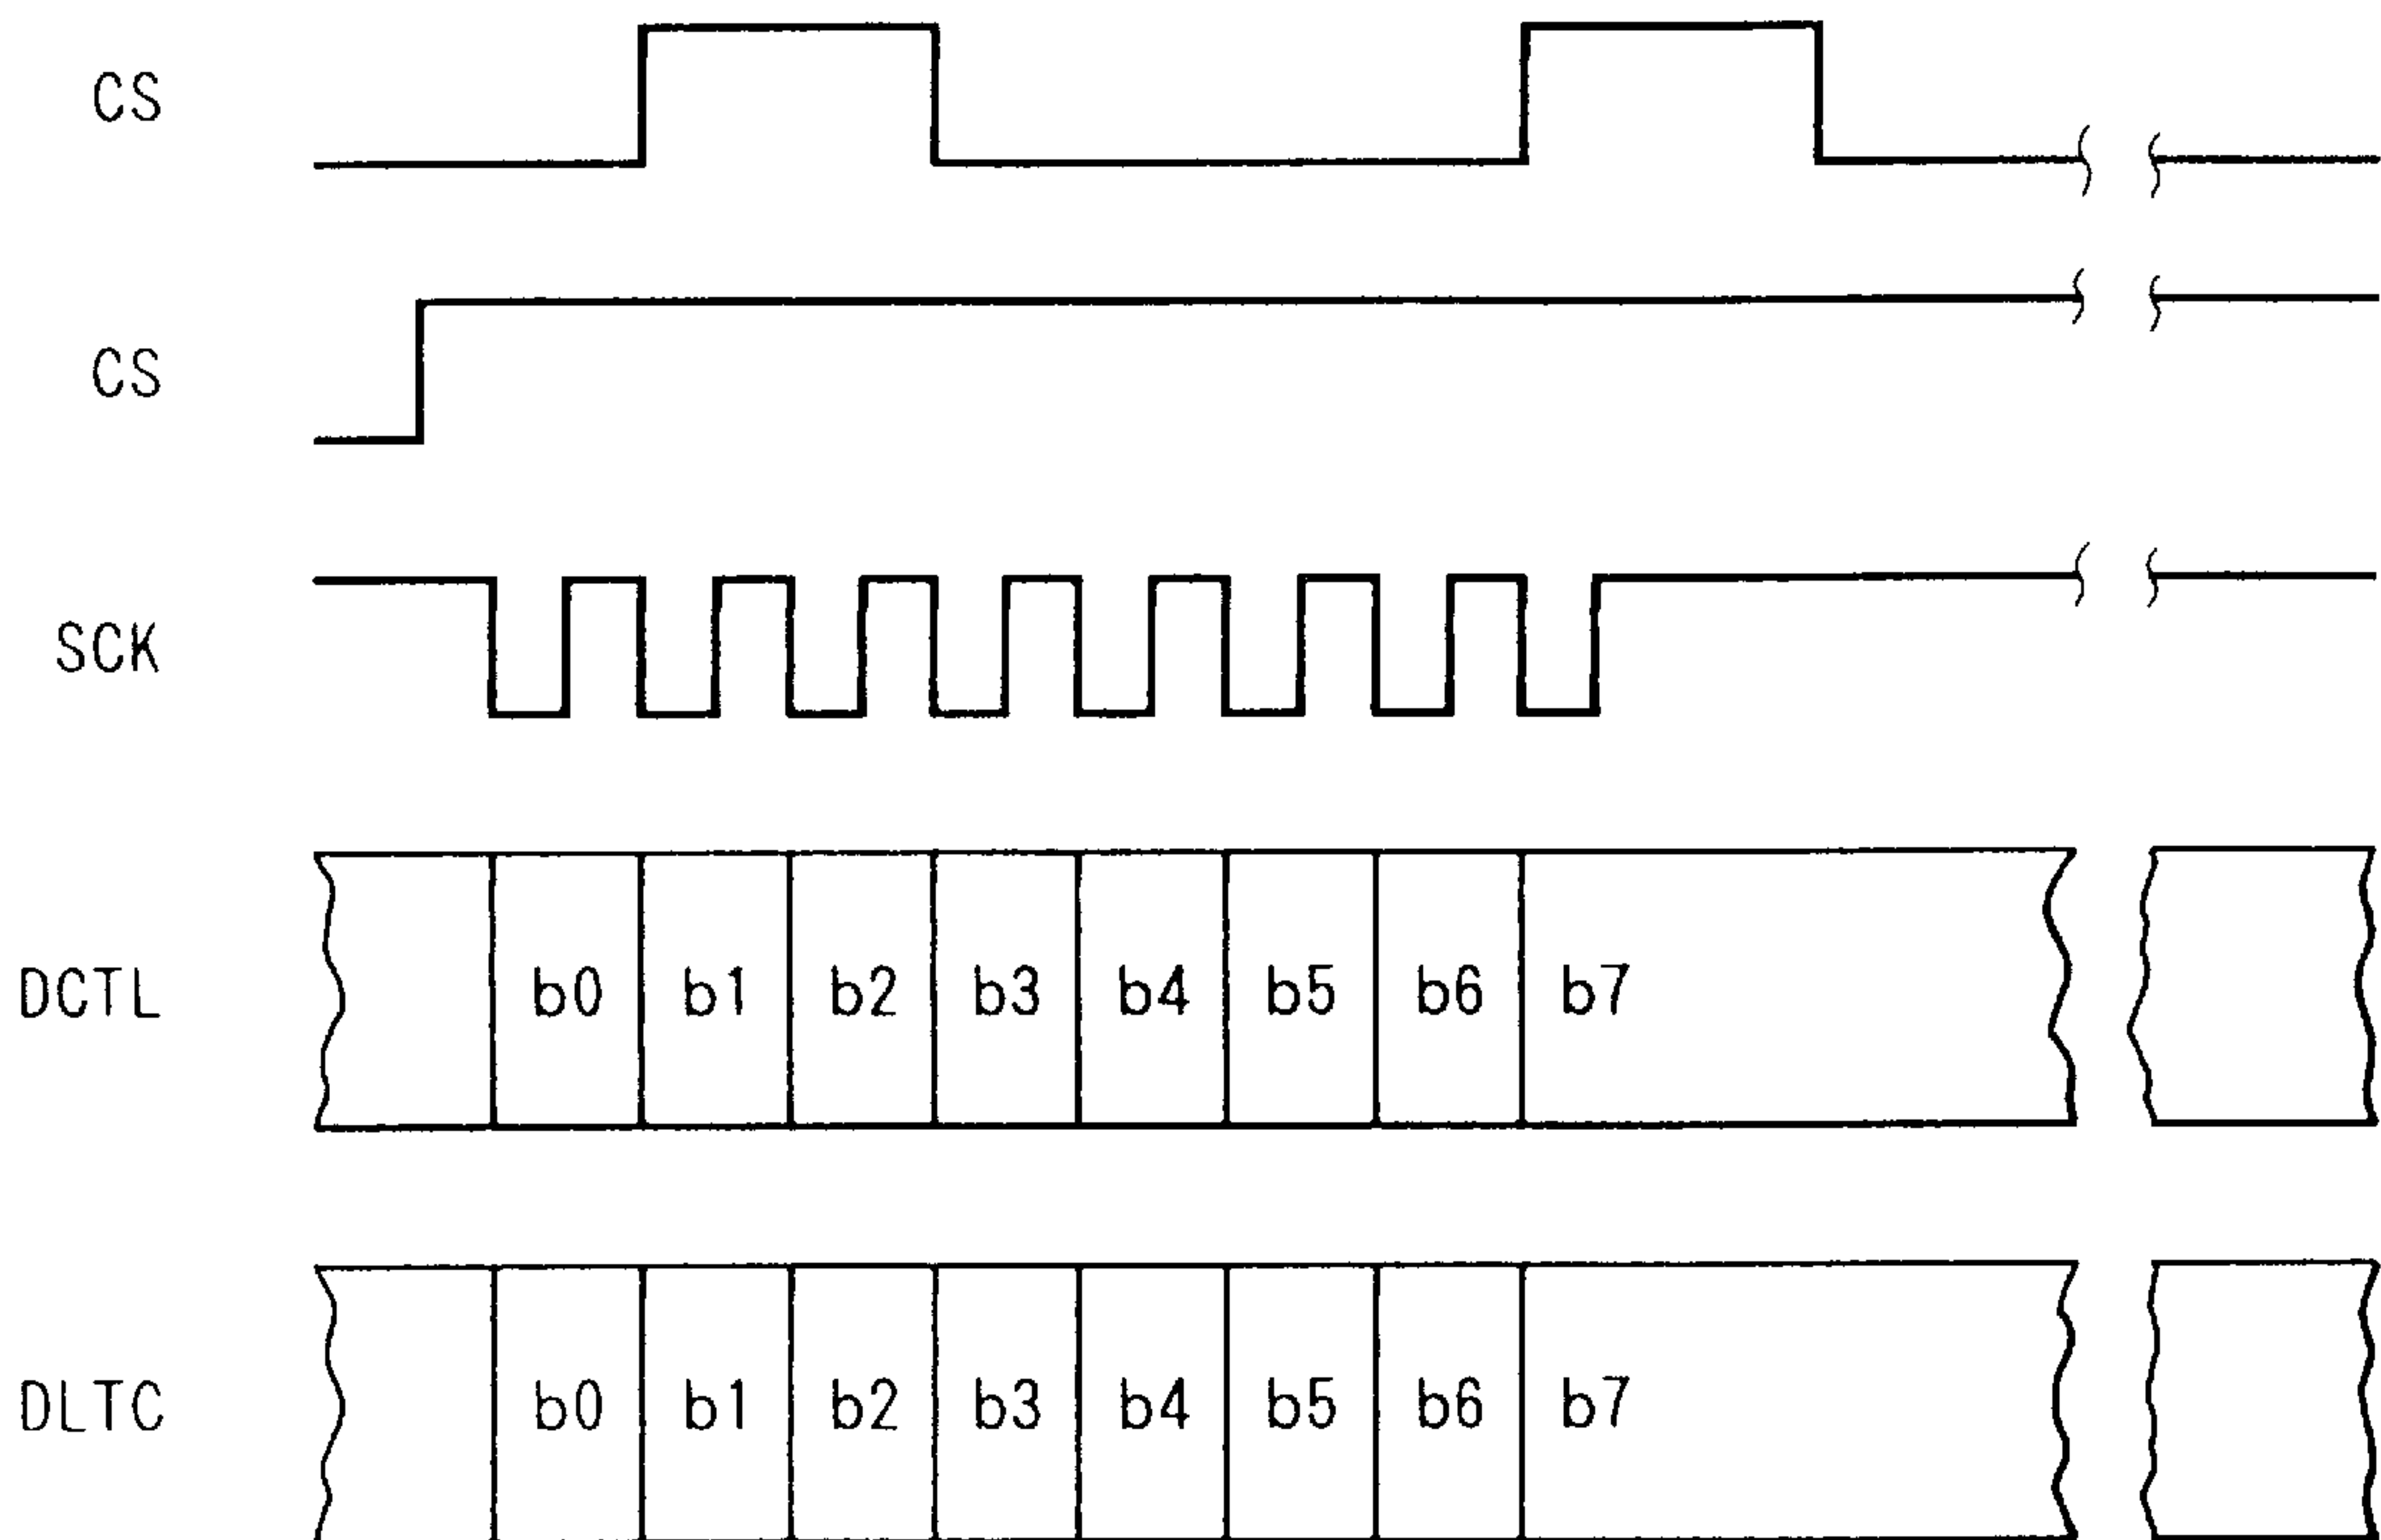 CS
CS
SCK
DCTL b0 b1 b2 b3 b4 b5 b6 b7
DLTC b0 b1 b2 b3 b4 b5 b6 b7